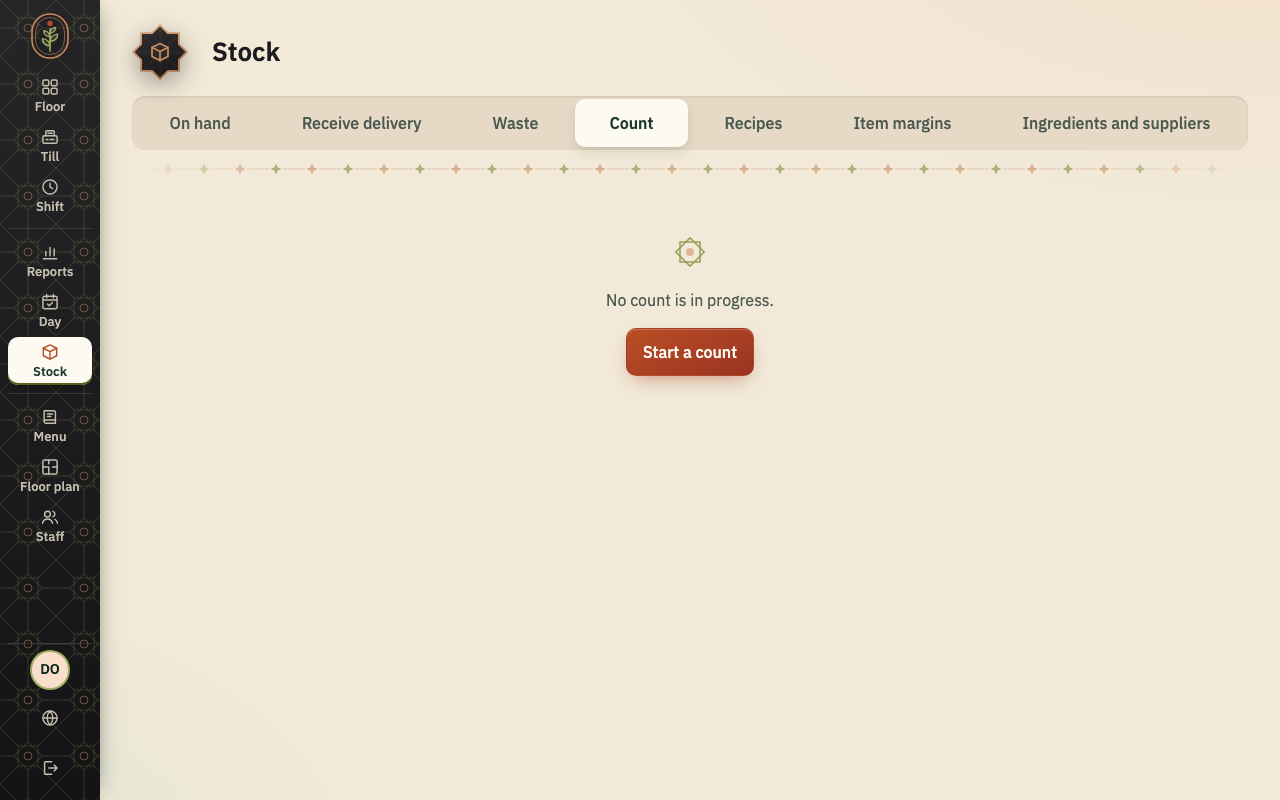 Stock
On hand
Receive delivery
Waste
Count
Recipes
Item margins
Ingredients and suppliers
No count is in progress.
Start a count
Floor
Till
Shift
Reports
Day
Stock
Menu
Floor plan
Staff
DO